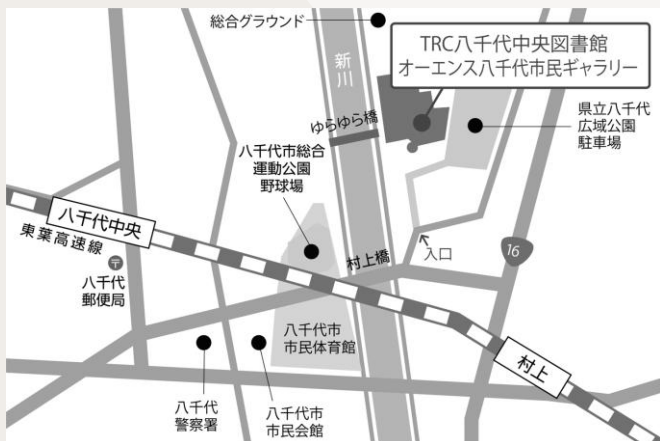 総合グラウンド
TRC八千代中央図書館
オーエンス八千代市民ギャラリー
新川
ゆらゆら橋
県立八千代
広域公園
駐車場
八千代市総合
運動公園
野球場
八千代中央
東葉高速線
〒
八千代
郵便局
村上橋
入口
16
八千代市
市民体育館
村上
八千代
警察署
八千代市
市民会館